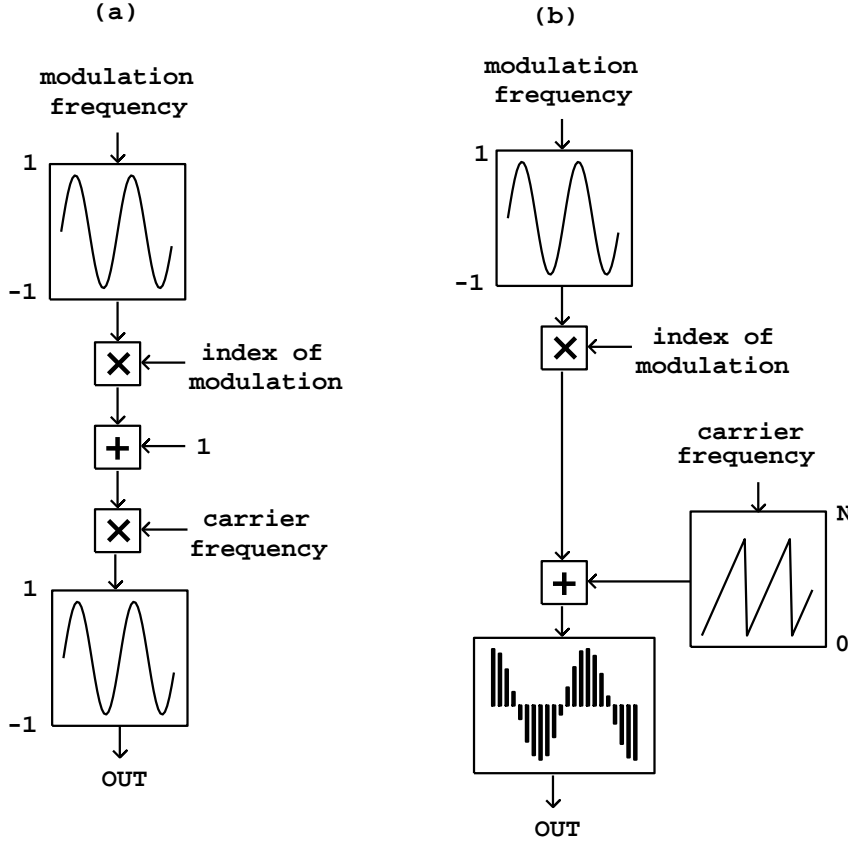 (a)
modulation
frequency
1
-1
×
index of
modulation
+
1
×
carrier
frequency
1
-1
OUT
(b)
modulation
frequency
1
-1
×
index of
modulation
carrier
frequency
N
0
+
OUT